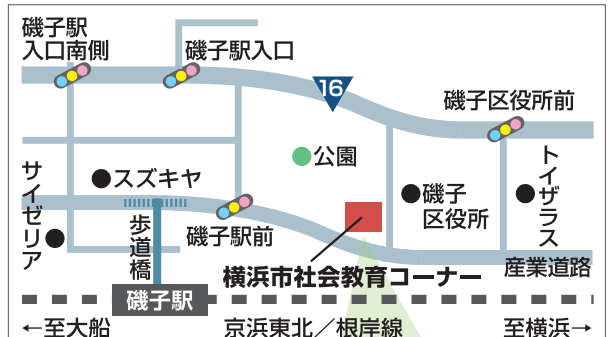 磯子駅
入口南側
磯子駅入口
16
磯子区役所前
公園
トイザラス
サイゼリア
スズキヤ
磯子
区役所
歩道橋
磯子駅前
横浜市社会教育コーナー
産業道路
磯子駅
←至大船
京浜東北／根岸線
至横浜→